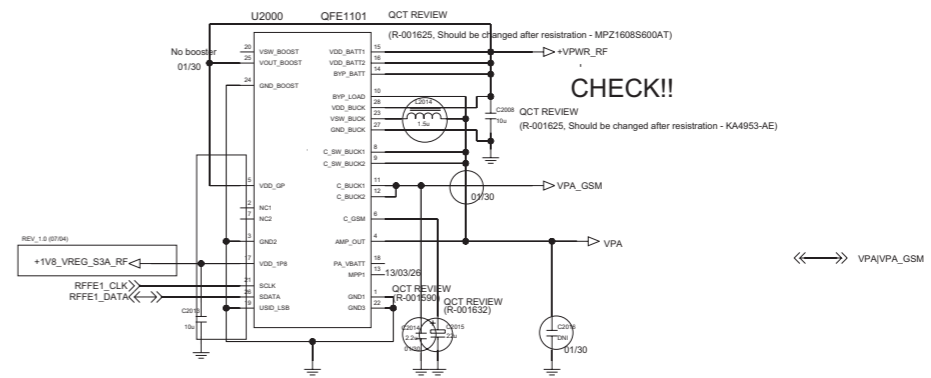 U2000 QFE1101 QCT REVIEW
(R-001625, Should be changed after resistration - MPZ1608S600AT)
No booster
01/30
20 VSW_BOOST
25 VOUT_BOOST
24 GND_BOOST
5 VDD_GP
2 NC1
7 NC2
3 GND2
17 VDD_1P8
21 SCLK
26 SDATA
19 USID_LSB
VDD_BATT1 15
VDD_BATT2 16
BYP_BATT 14
BYP_LOAD 10
VDD_BUCK 28
VSW_BUCK 23
GND_BUCK 27
C_SW_BUCK1 8
C_SW_BUCK2 9
C_BUCK1 11
C_BUCK2 12
C_GSM 6
AMP_OUT 4
PA_VBATT 18
MPP1 13
GND1 1
GND3 22
+VPWR_RF
CHECK!!
L2014
1.5u
C2008
10u
QCT REVIEW
(R-001625, Should be changed after resistration - KA4953-AE)
VPA_GSM
01/30
VPA
VPA|VPA_GSM
REV_1.0 (07/04)
+1V8_VREG_S3A_RF
RFFE1_CLK
RFFE1_DATA
C2013
10u
13/03/26
QCT REVIEW
(R-001590)
QCT REVIEW
(R-001632)
C2014
2.2u
01/30
C2015
22u
C2016
DNI
01/30